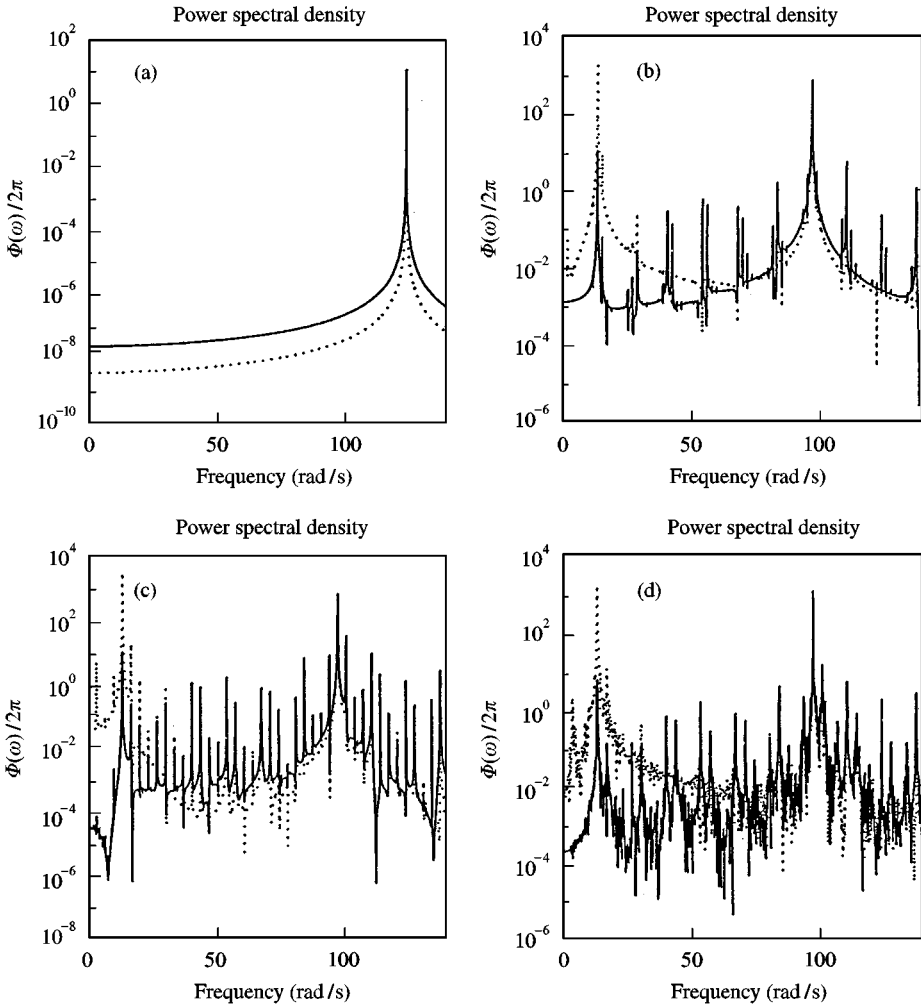 Power spectral density
(a)
Φ(ω)/2π
10^2
10^0
10^-2
10^-4
10^-6
10^-8
10^-10
0 50 100
Frequency (rad/s)
Power spectral density
(b)
Φ(ω)/2π
10^4
10^2
10^0
10^-2
10^-4
10^-6
0 50 100
Frequency (rad/s)
Power spectral density
(c)
Φ(ω)/2π
10^4
10^2
10^0
10^-2
10^-4
10^-6
10^-8
0 50 100
Frequency (rad/s)
Power spectral density
(d)
Φ(ω)/2π
10^4
10^2
10^0
10^-2
10^-4
10^-6
0 50 100
Frequency (rad/s)